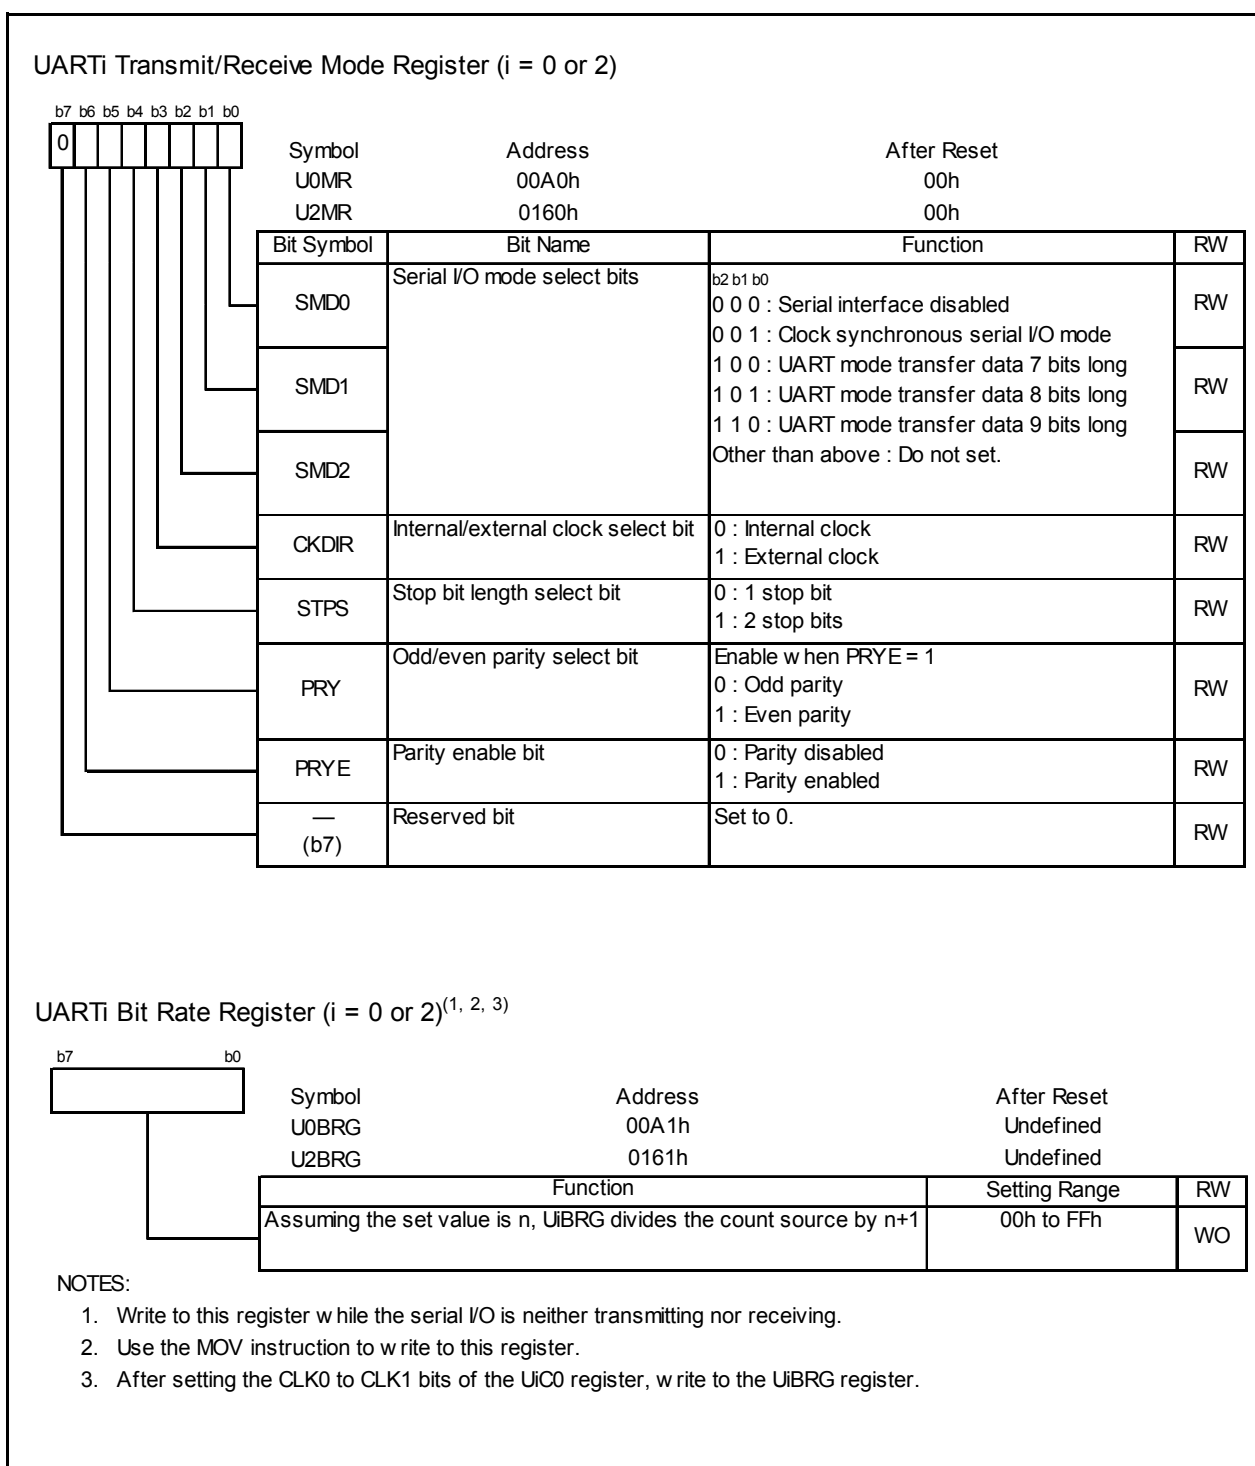 UARTi Transmit/Receive Mode Register (i = 0 or 2)
b7 b6 b5 b4 b3 b2 b1 b0
0
Symbol Address After Reset
U0MR 00A0h 00h
U2MR 0160h 00h
Bit Symbol Bit Name Function RW
SMD0 Serial I/O mode select bits b2 b1 b0 RW
0 0 0 : Serial interface disabled
0 0 1 : Clock synchronous serial I/O mode
SMD1 1 0 0 : UART mode transfer data 7 bits long RW
1 0 1 : UART mode transfer data 8 bits long
1 1 0 : UART mode transfer data 9 bits long
SMD2 Other than above : Do not set. RW
CKDIR Internal/external clock select bit 0 : Internal clock RW
1 : External clock
STPS Stop bit length select bit 0 : 1 stop bit RW
1 : 2 stop bits
PRY Odd/even parity select bit Enable when PRYE = 1 RW
0 : Odd parity
1 : Even parity
PRYE Parity enable bit 0 : Parity disabled RW
1 : Parity enabled
— Reserved bit Set to 0. RW
(b7)
UARTi Bit Rate Register (i = 0 or 2)(1, 2, 3)
b7 b0
Symbol Address After Reset
U0BRG 00A1h Undefined
U2BRG 0161h Undefined
Function Setting Range RW
Assuming the set value is n, UiBRG divides the count source by n+1 00h to FFh WO
NOTES:
1. Write to this register while the serial I/O is neither transmitting nor receiving.
2. Use the MOV instruction to write to this register.
3. After setting the CLK0 to CLK1 bits of the UiC0 register, write to the UiBRG register.